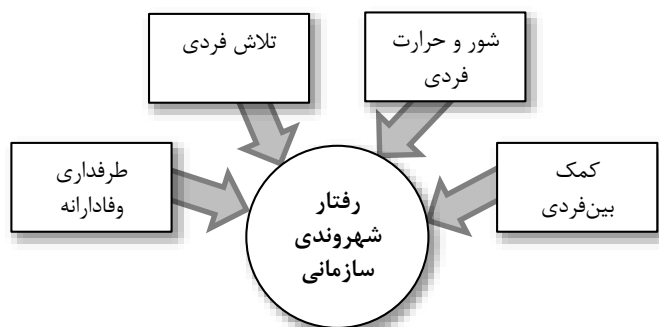 شور و حرارت
فردی
تلاش فردی
کمک
بین‌فردی
طرفداری
وفادارانه
رفتار
شهروندی
سازمانی